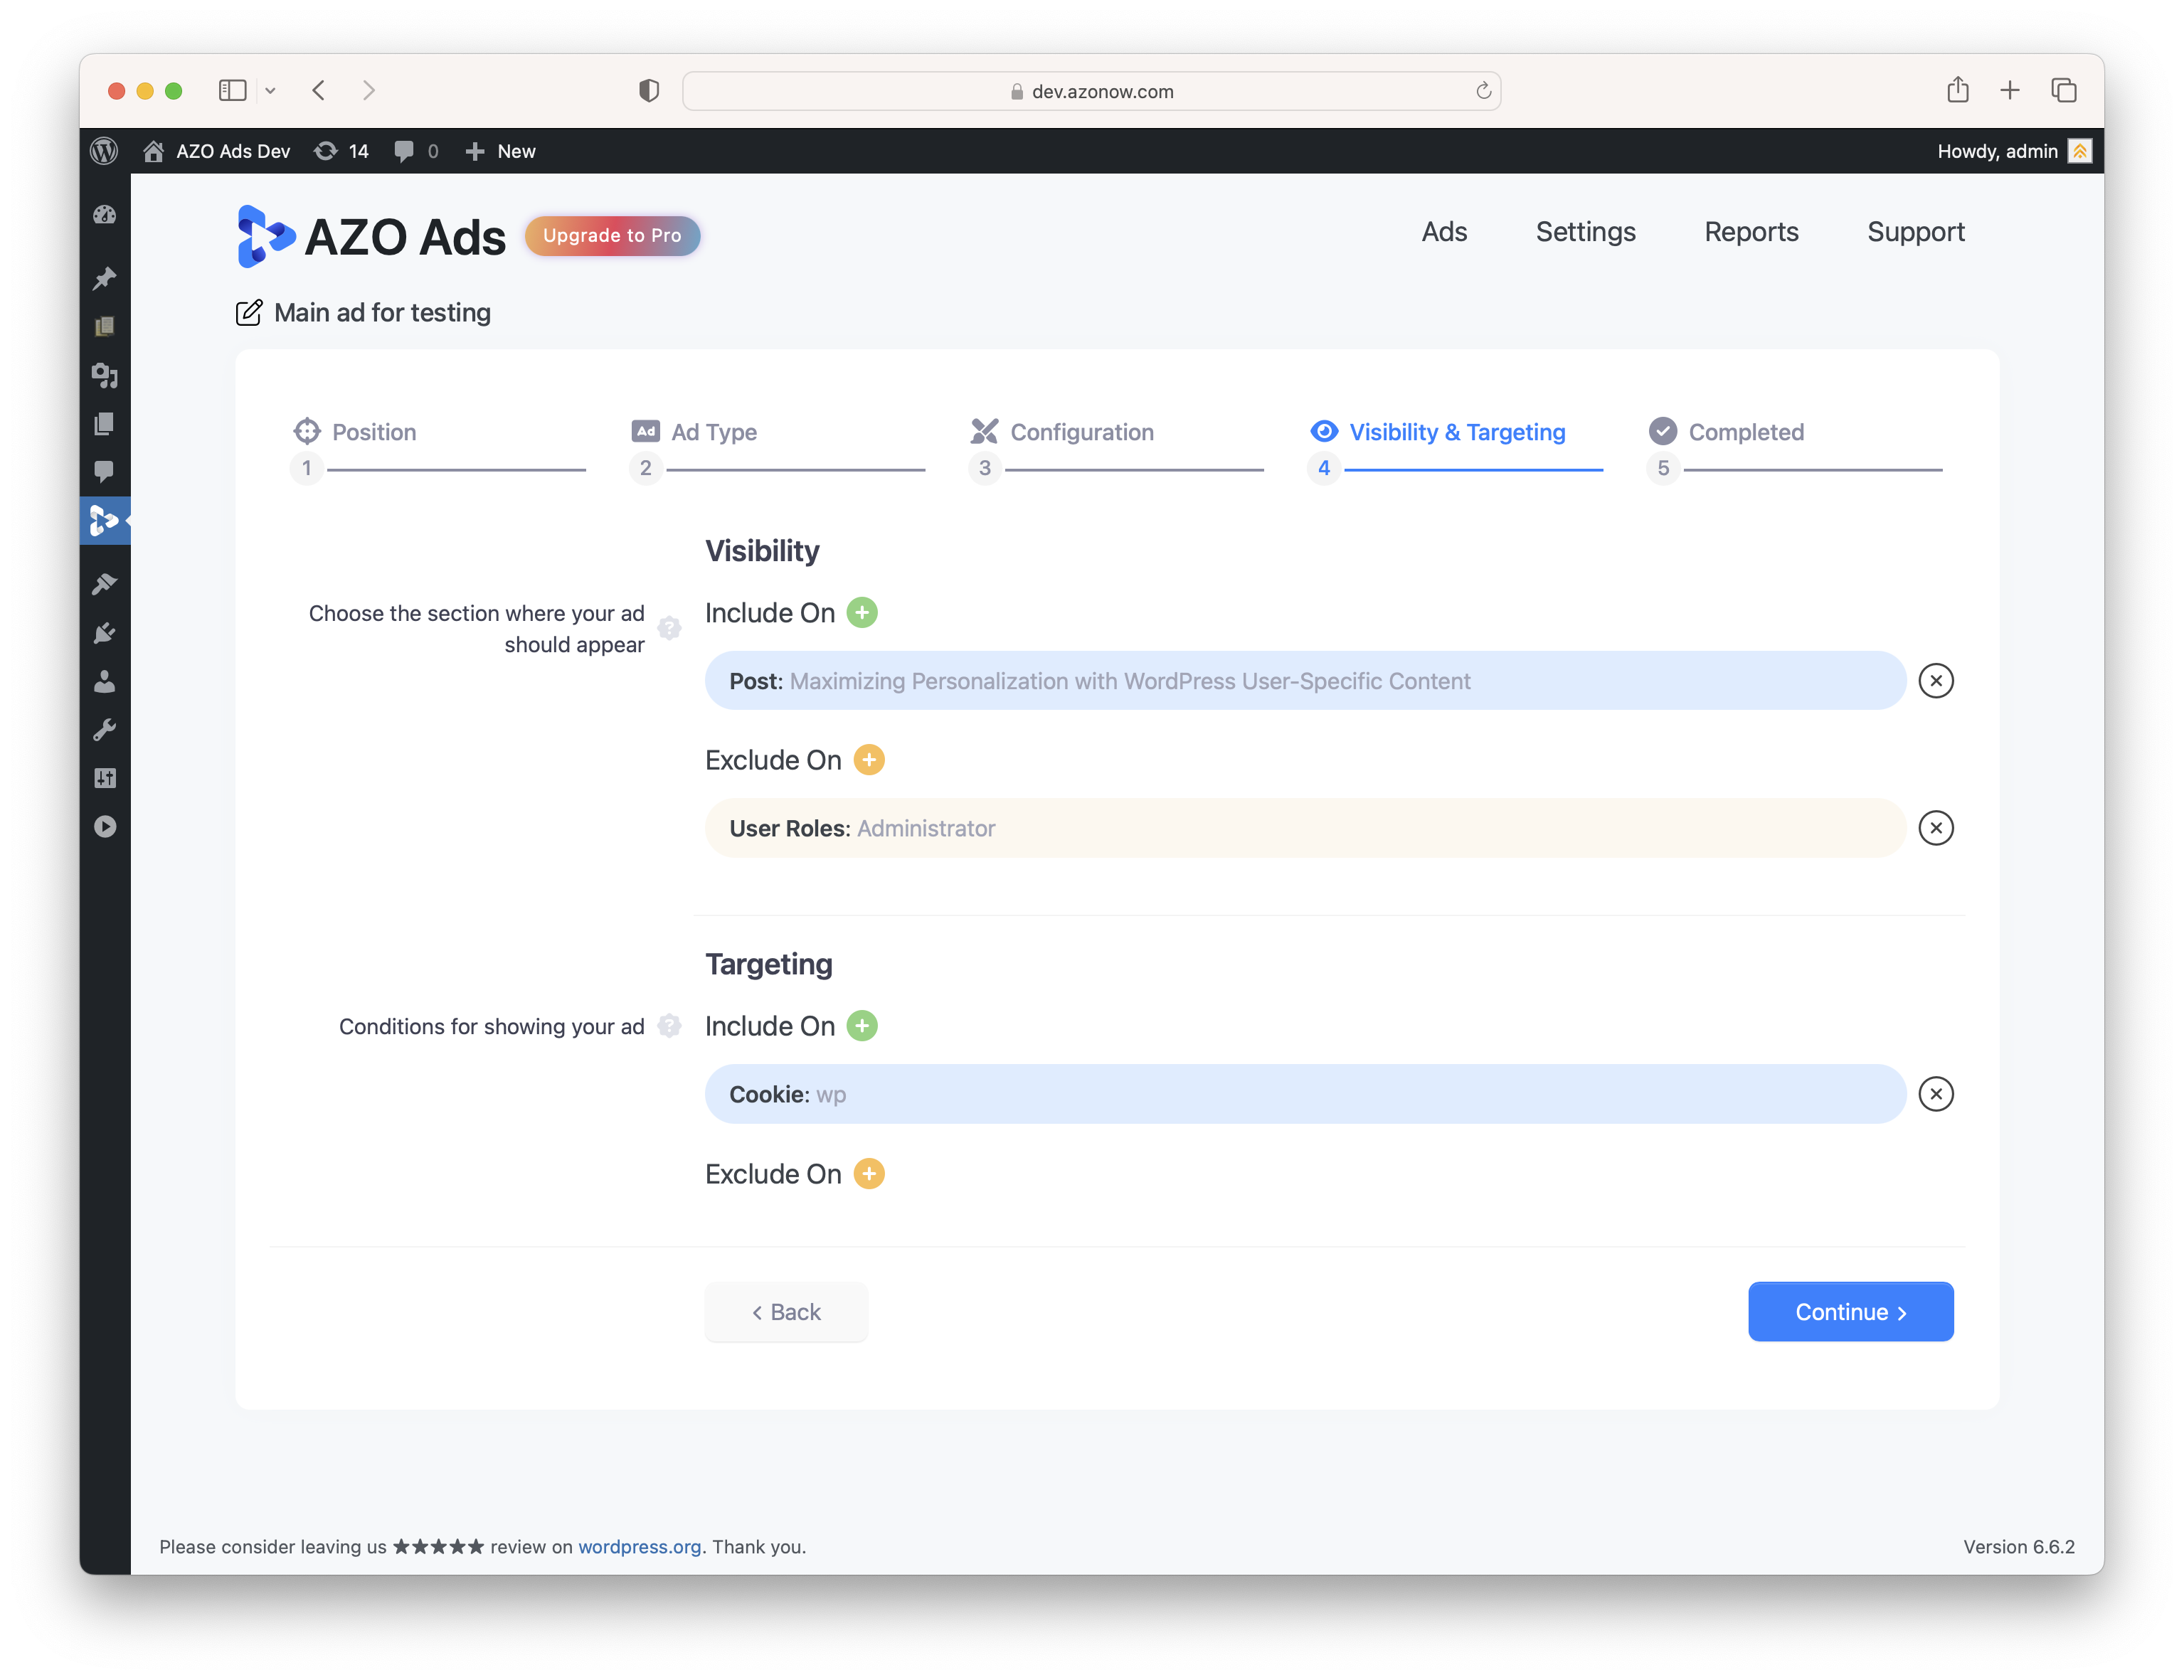 dev.azonow.com
AZO Ads Dev 14 0 New Howdy, admin
AZO Ads Upgrade to Pro Ads Settings Reports Support
Main ad for testing
Position Ad Ad Type Configuration Visibility & Targeting Completed
1 2 3 4 5
Visibility
Choose the section where your ad
should appear
? Include On
Post: Maximizing Personalization with WordPress User-Specific Content
Exclude On
User Roles: Administrator
Targeting
Conditions for showing your ad ? Include On
Cookie: wp
Exclude On
Back Continue
Please consider leaving us ★★★★★ review on wordpress.org. Thank you. Version 6.6.2